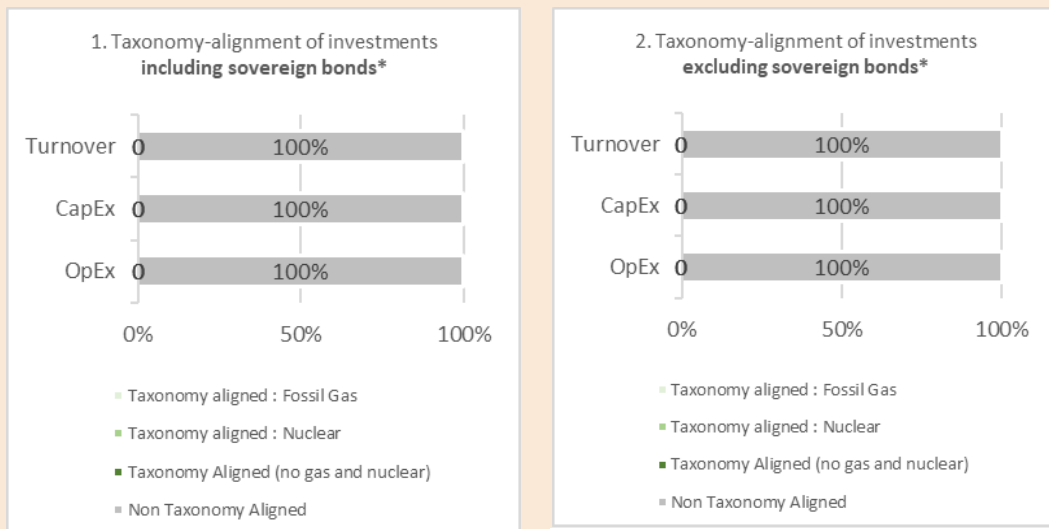 1. Taxonomy-alignment of investments
including sovereign bonds*
Turnover 0 100%
CapEx 0 100%
OpEx 0 100%
0% 50% 100%
Taxonomy aligned : Fossil Gas
Taxonomy aligned : Nuclear
Taxonomy Aligned (no gas and nuclear)
Non Taxonomy Aligned
2. Taxonomy-alignment of investments
excluding sovereign bonds*
Turnover 0 100%
CapEx 0 100%
OpEx 0 100%
0% 50% 100%
Taxonomy aligned : Fossil Gas
Taxonomy aligned : Nuclear
Taxonomy Aligned (no gas and nuclear)
Non Taxonomy Aligned